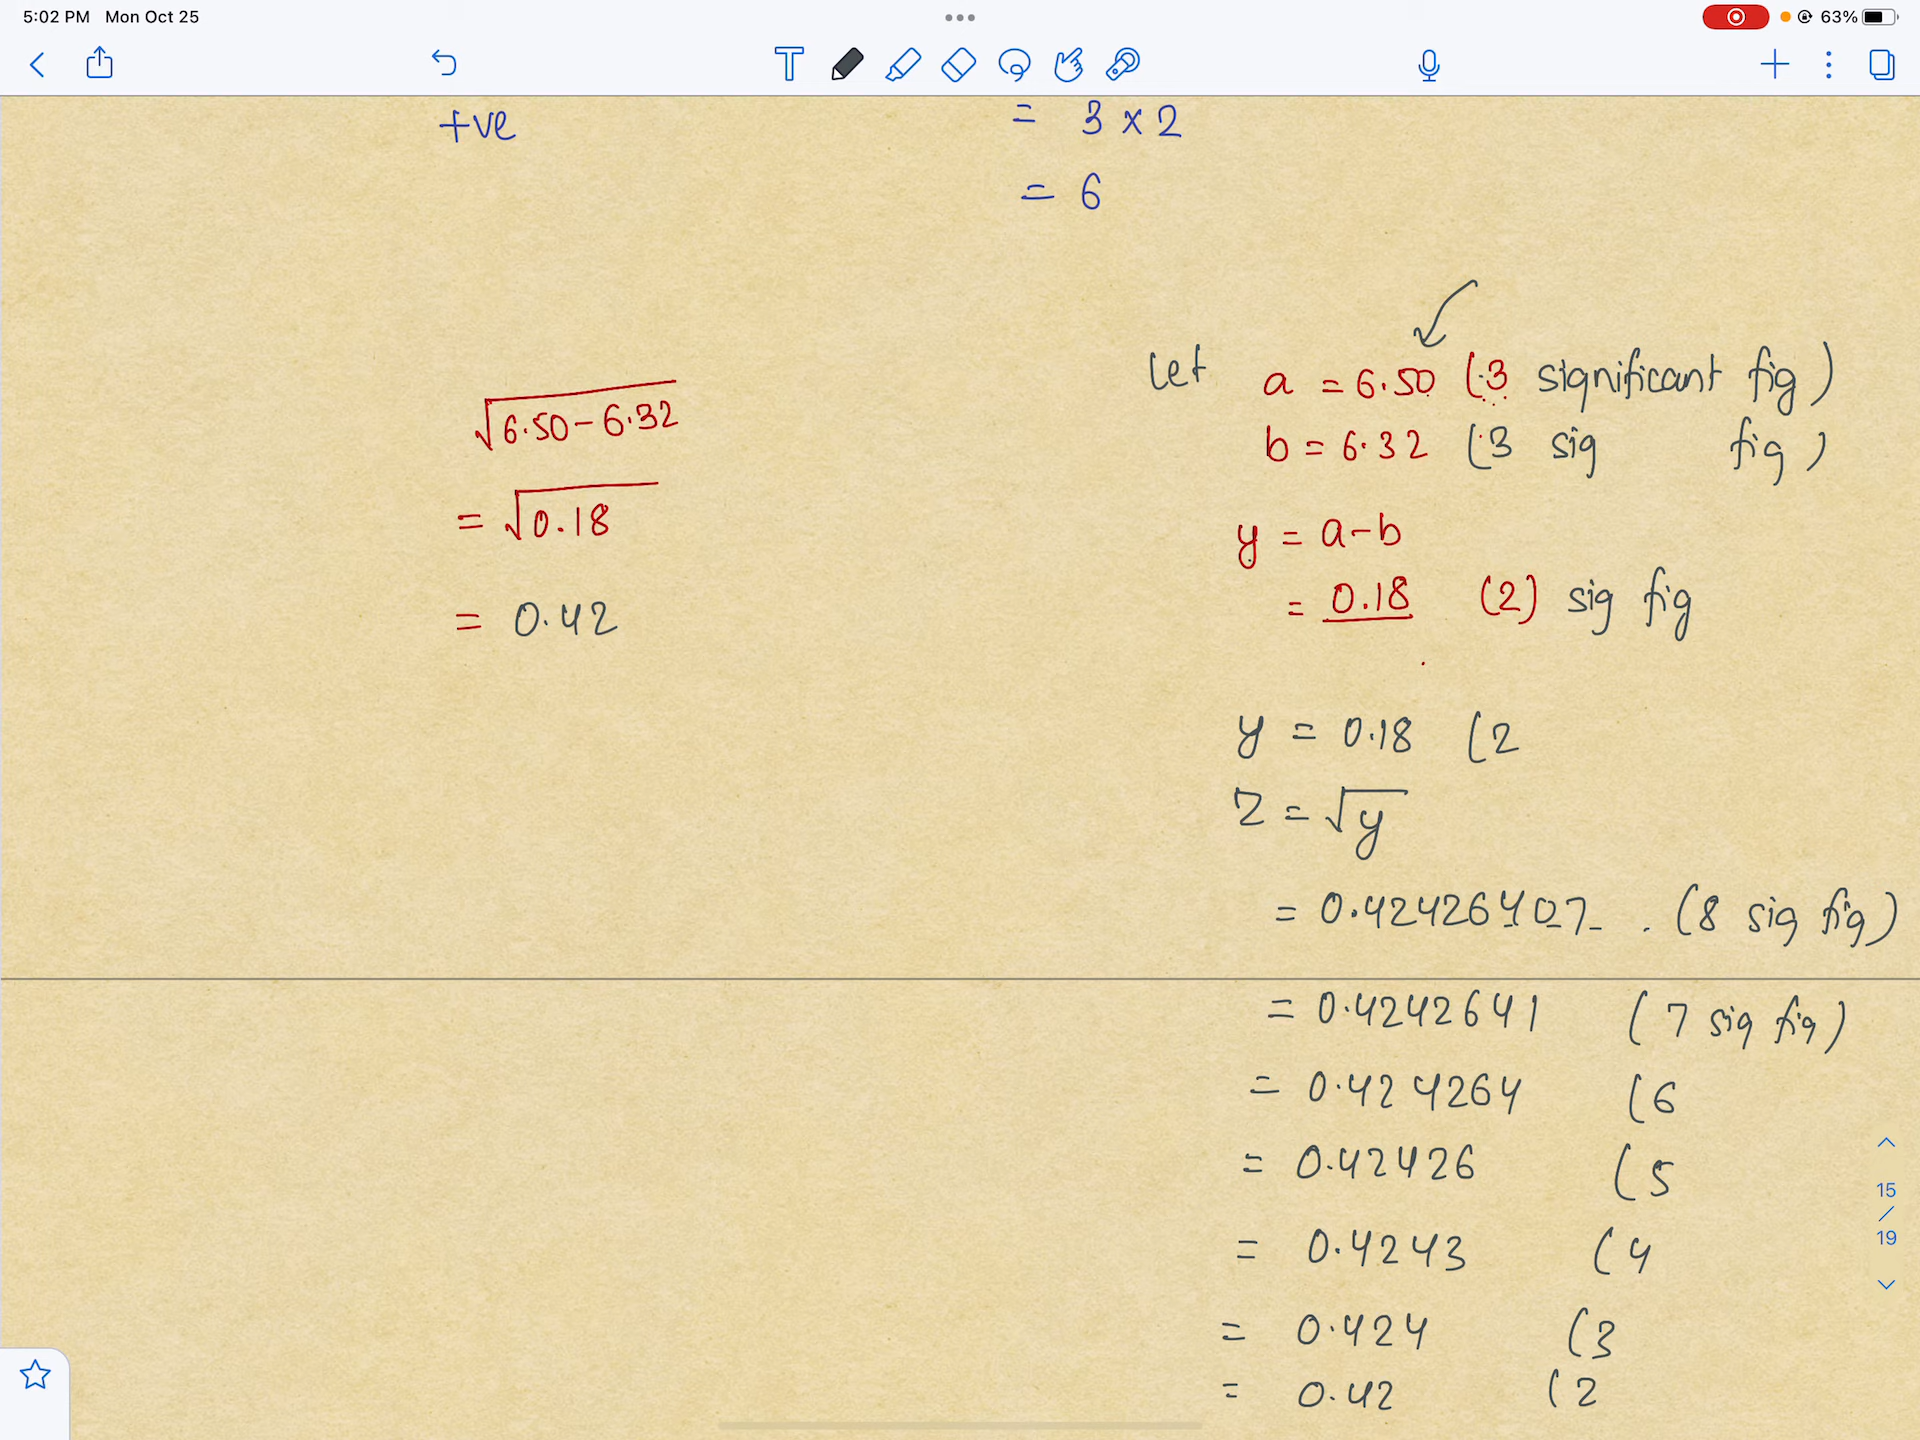 5:02 PM Mon Oct 25
63%
T
+ve
= 3 × 2
= 6
√6.50-6.32
= √0.18
= 0.42
Let a = 6.50 (3 significant fig)
b = 6.32 (3 sig fig)
y = a-b
= 0.18 (2) sig fig
y = 0.18 (2
Z = √y
= 0.42426407 . (8 sig fig)
= 0.4242641 (7 sig fig)
= 0.424264 (6
= 0.42426 (5
= 0.4243 (4
= 0.424 (3
= 0.42 (2
15
/
19